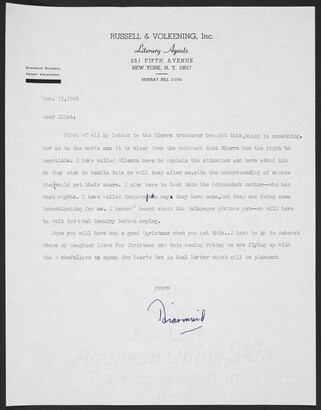 RUSSELL & VOLKENING, Inc.
Literary Agents
551 FIFTH AVENUE
NEW YORK, N. Y. 10017
MURRAY HILL 2-5340
DIARMUID RUSSELL
HENRY VOLKENING
Dec. 13,1968
Dear Eliot:
First of all my letter to the Sierra treasurer brought this,which is something.
Now as to the movie man it is clear from the contract that Sierra has the right to
negotiate. I have called Milenda here to explain the situation and have asked him
do they wish to handle this or will they allow me,with the understanding of course
they would get their share. I also have to look into the Adirondack matter--who has
what rights. I have called Harpers who say they have none,but they are doing some
investigating for me. I haven't heard about the Galapagos picture yet--so will have
to wait for that inquiry before coping.
Hope you will have had a good Cgristmas when you get this.. I have to go to Amherst
where my daughter lives for Christmas and this coming Friday we are flying up with
the R ckefellers to spend New Year's Eve in Seal Harbor which will be pleasant
yours
Diarmuid